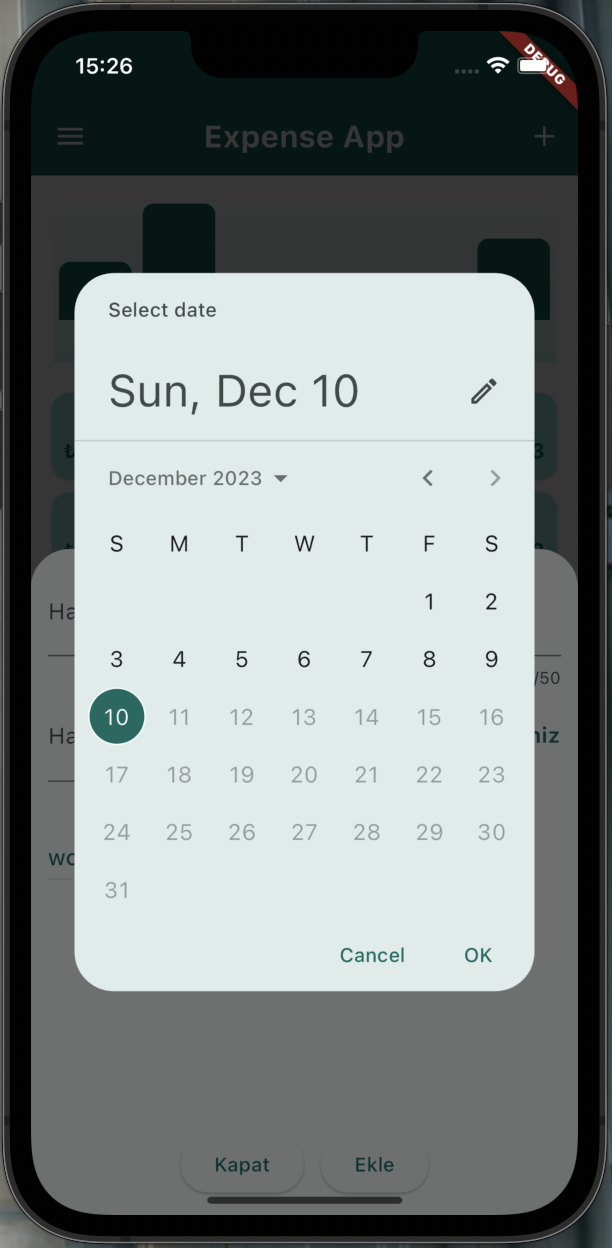 15:26
DEBUG
Expense App
Select date
Sun, Dec 10
December 2023
S M T W T F S
1 2
3 4 5 6 7 8 9
/50
10 11 12 13 14 15 16
17 18 19 20 21 22 23
24 25 26 27 28 29 30
31
Cancel OK
Kapat Ekle